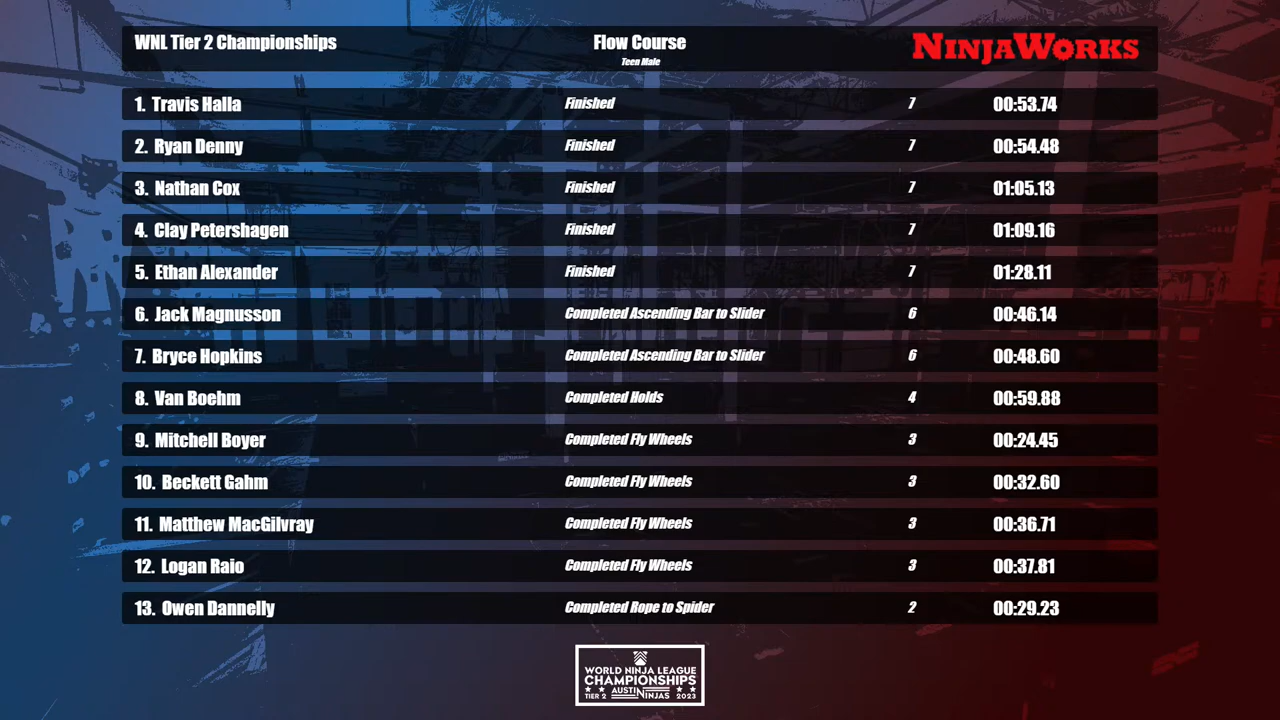 WNL Tier 2 Championships Flow Course NINJAWORKS
Teen Male
1. Travis Halla Finished 7 00:53.74
2. Ryan Denny Finished 7 00:54.48
3. Nathan Cox Finished 7 01:05.13
4. Clay Petershagen Finished 7 01:09.16
5. Ethan Alexander Finished 7 01:28.11
6. Jack Magnusson Completed Ascending Bar to Slider 6 00:46.14
7. Bryce Hopkins Completed Ascending Bar to Slider 6 00:48.60
8. Van Boehm Completed Holds 4 00:59.88
9. Mitchell Boyer Completed Fly Wheels 3 00:24.45
10. Beckett Gahm Completed Fly Wheels 3 00:32.60
11. Matthew MacGilvray Completed Fly Wheels 3 00:36.71
12. Logan Raio Completed Fly Wheels 3 00:37.81
13. Owen Dannelly Completed Rope to Spider 2 00:29.23
WORLD NINJA LEAGUE
CHAMPIONSHIPS
TIER 2 AUSTIN NINJAS 2023